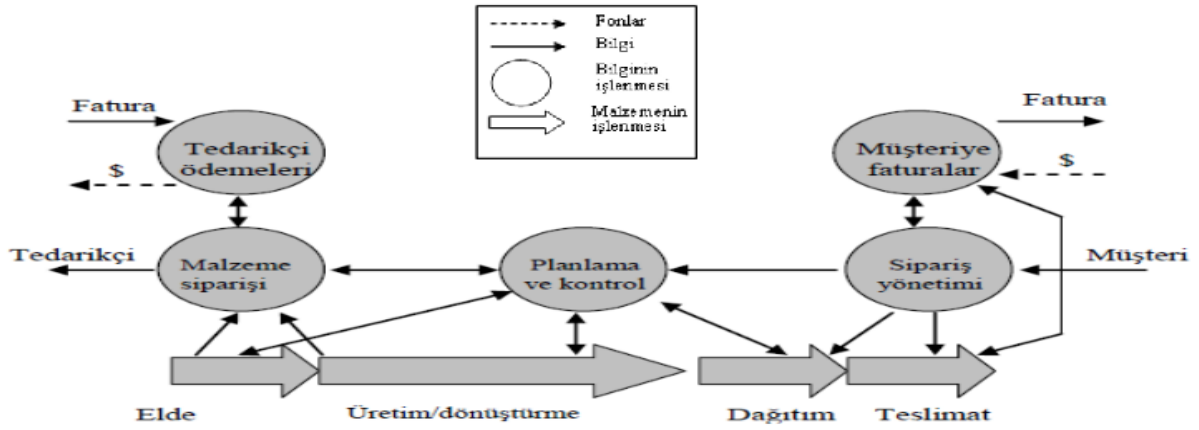 Fonlar
Bilgi
Bilginin
işlenmesi
Malzemenin
işlenmesi
Fatura
Fatura
Tedarikçi
ödemeleri
Müşteriye
faturalar
$
$
Tedarikçi
Malzeme
siparişi
Planlama
ve kontrol
Sipariş
yönetimi
Müşteri
Elde
Üretim/dönüştürme
Dağıtım
Teslimat